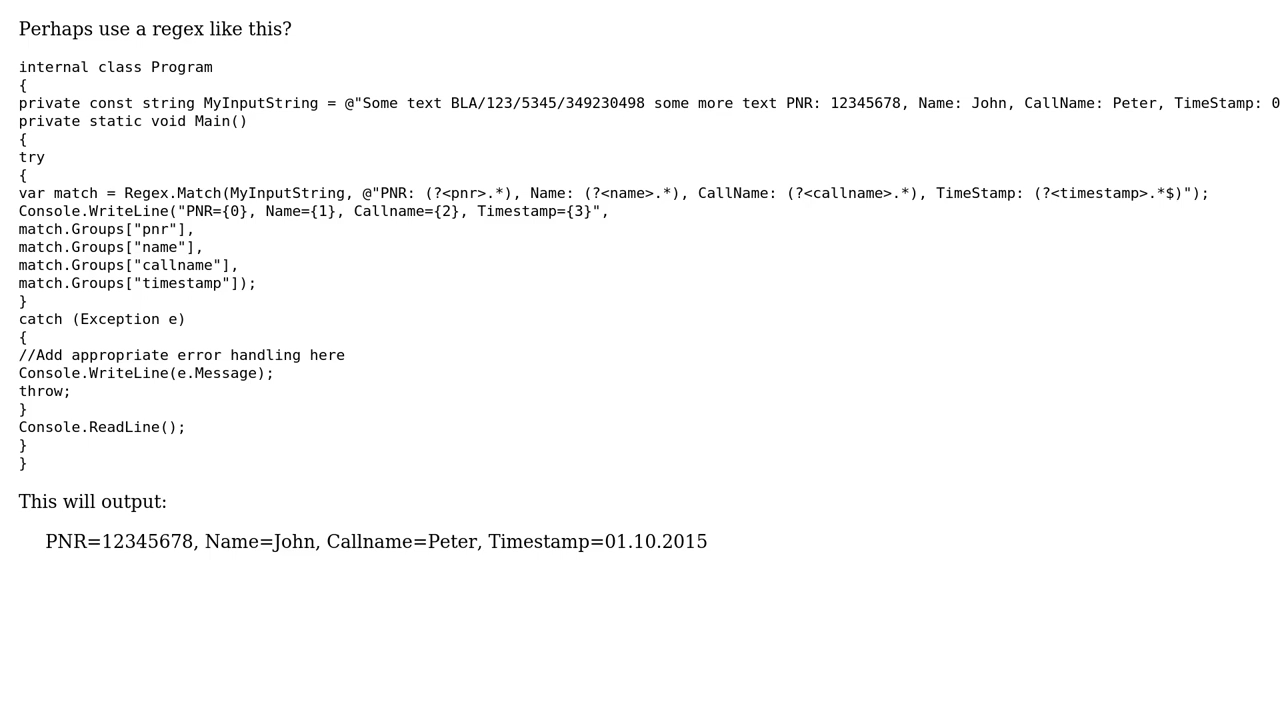 Perhaps use a regex like this?
internal class Program
{
private const string MyInputString = @"Some text BLA/123/5345/349230498 some more text PNR: 12345678, Name: John, CallName: Peter, TimeStamp: 0
private static void Main()
{
try
{
var match = Regex.Match(MyInputString, @"PNR: (?<pnr>.*), Name: (?<name>.*), CallName: (?<callname>.*), TimeStamp: (?<timestamp>.*$)");
Console.WriteLine("PNR={0}, Name={1}, Callname={2}, Timestamp={3}",
match.Groups["pnr"],
match.Groups["name"],
match.Groups["callname"],
match.Groups["timestamp"]);
}
catch (Exception e)
{
//Add appropriate error handling here
Console.WriteLine(e.Message);
throw;
}
Console.ReadLine();
}
}
This will output:
PNR=12345678, Name=John, Callname=Peter, Timestamp=01.10.2015